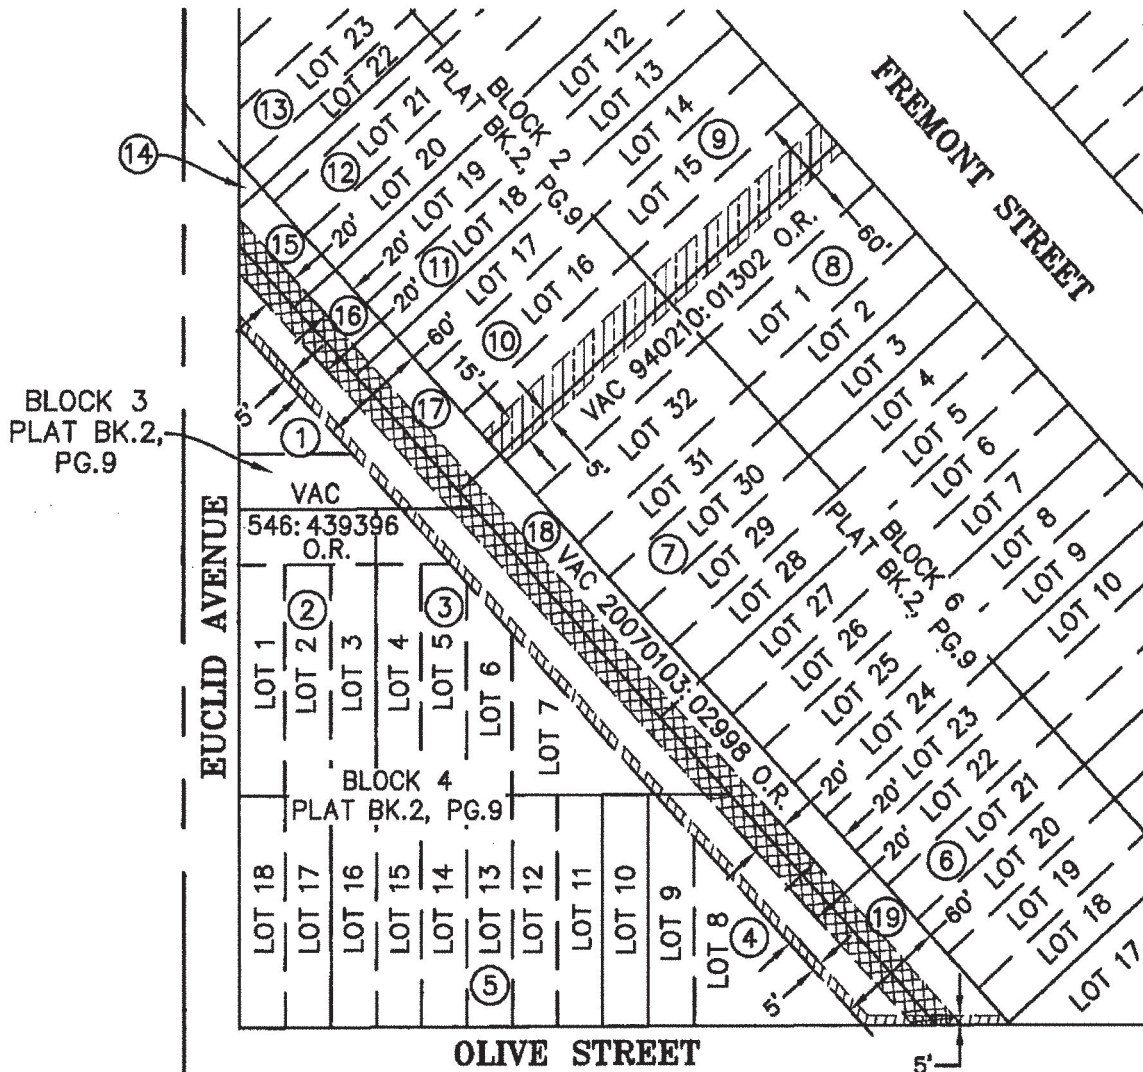 FREMONT STREET
LOT 23
LOT 22
13
LOT 21
12
LOT 20
LOT 19
LOT 18
11
LOT 17
LOT 16
10
BLOCK 2
PLAT BK.2, PG.9
LOT 12
LOT 13
LOT 14
LOT 15
9
14
15
20'
20'
20'
16
60'
15'
17
5'
60'
VAC 940210:01302 O.R.
8
LOT 1
LOT 2
LOT 3
LOT 4
LOT 5
LOT 6
LOT 7
LOT 8
LOT 9
LOT 10
LOT 32
LOT 31
LOT 30
7
LOT 29
LOT 28
LOT 27
LOT 26
LOT 25
LOT 24
LOT 23
LOT 22
LOT 21
6
LOT 20
LOT 19
LOT 18
LOT 17
BLOCK 6
PLAT BK.2, PG.9
BLOCK 3
PLAT BK.2,
PG.9
5'
1
VAC
546:439396
O.R.
18
VAC 20070103:02998 O.R.
EUCLID AVENUE
2
3
LOT 1
LOT 2
LOT 3
LOT 4
LOT 5
LOT 6
LOT 7
BLOCK 4
PLAT BK.2, PG.9
LOT 18
LOT 17
LOT 16
LOT 15
LOT 14
LOT 13
LOT 12
LOT 11
LOT 10
LOT 9
LOT 8
5
4
5'
20'
20'
20'
60'
19
5'
OLIVE STREET